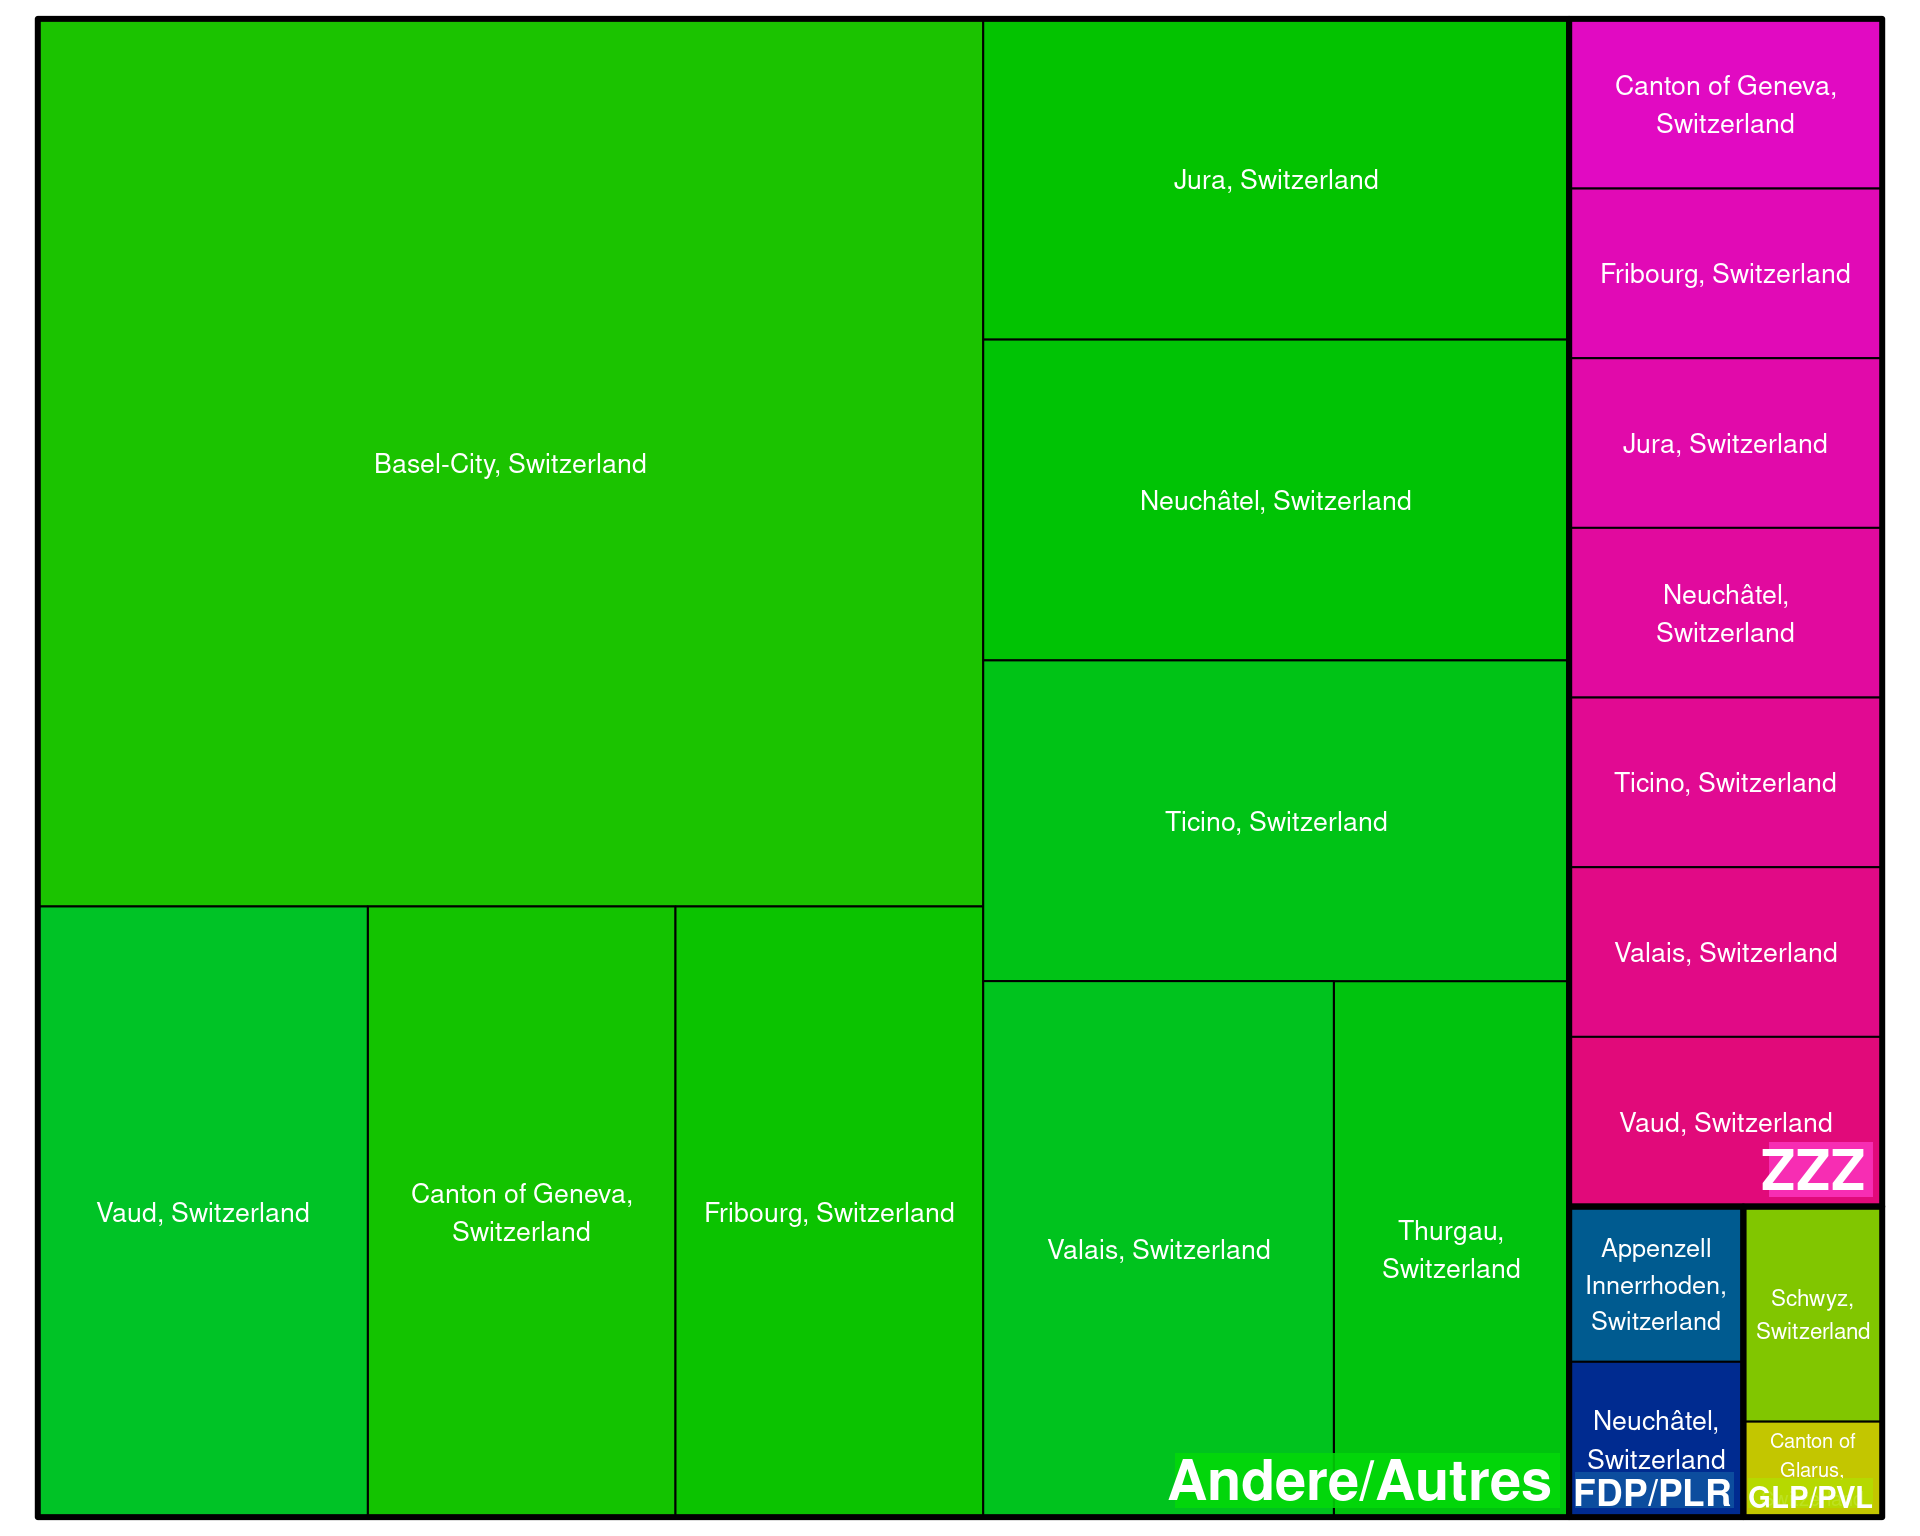 Basel-City, Switzerland
Vaud, Switzerland
Canton of Geneva,
Switzerland
Fribourg, Switzerland
Jura, Switzerland
Neuchâtel, Switzerland
Ticino, Switzerland
Valais, Switzerland
Thurgau,
Switzerland
Andere/Autres
Canton of Geneva,
Switzerland
Fribourg, Switzerland
Jura, Switzerland
Neuchâtel,
Switzerland
Ticino, Switzerland
Valais, Switzerland
Vaud, Switzerland
ZZZ
Appenzell
Innerrhoden,
Switzerland
Neuchâtel,
Switzerland
FDP/PLR
Schwyz,
Switzerland
Canton of
Glarus,
GLP/PVL